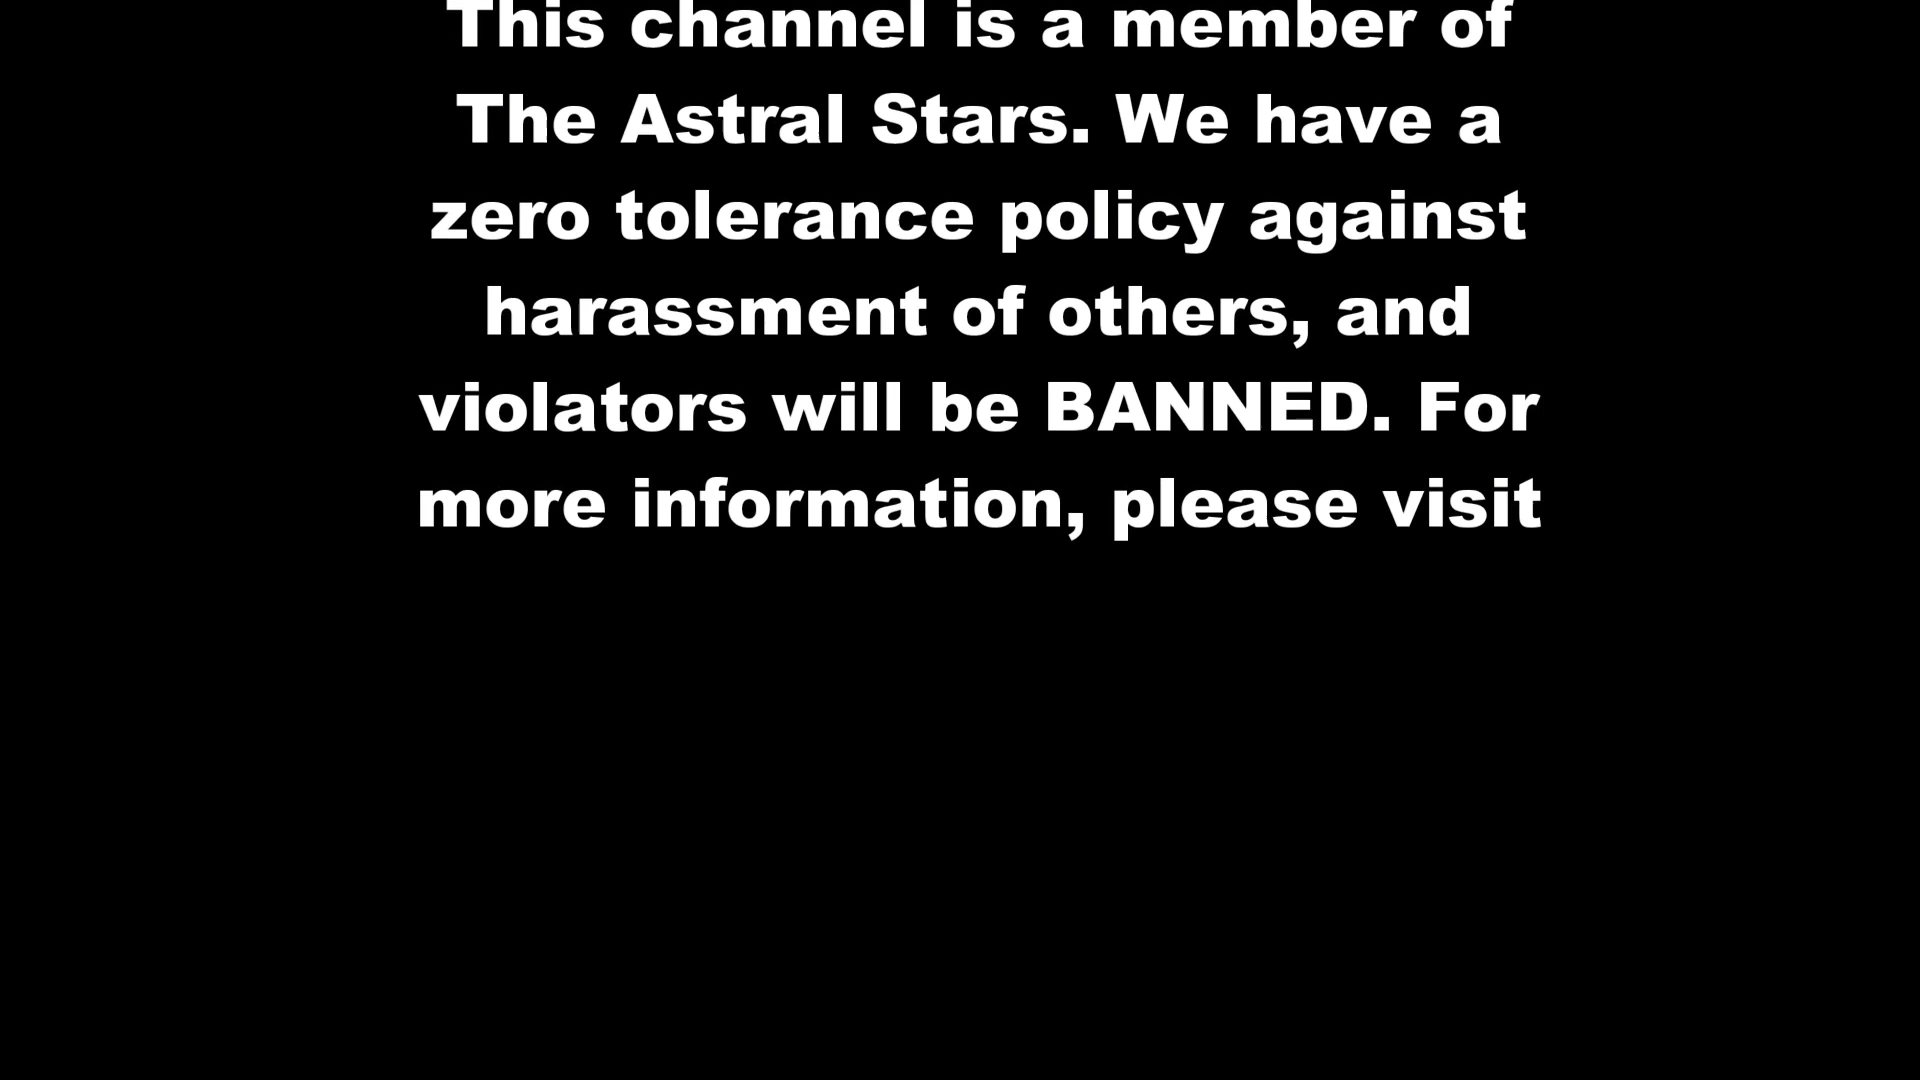 This channel is a member of
The Astral Stars. We have a
zero tolerance policy against
harassment of others, and
violators will be BANNED. For
more information, please visit